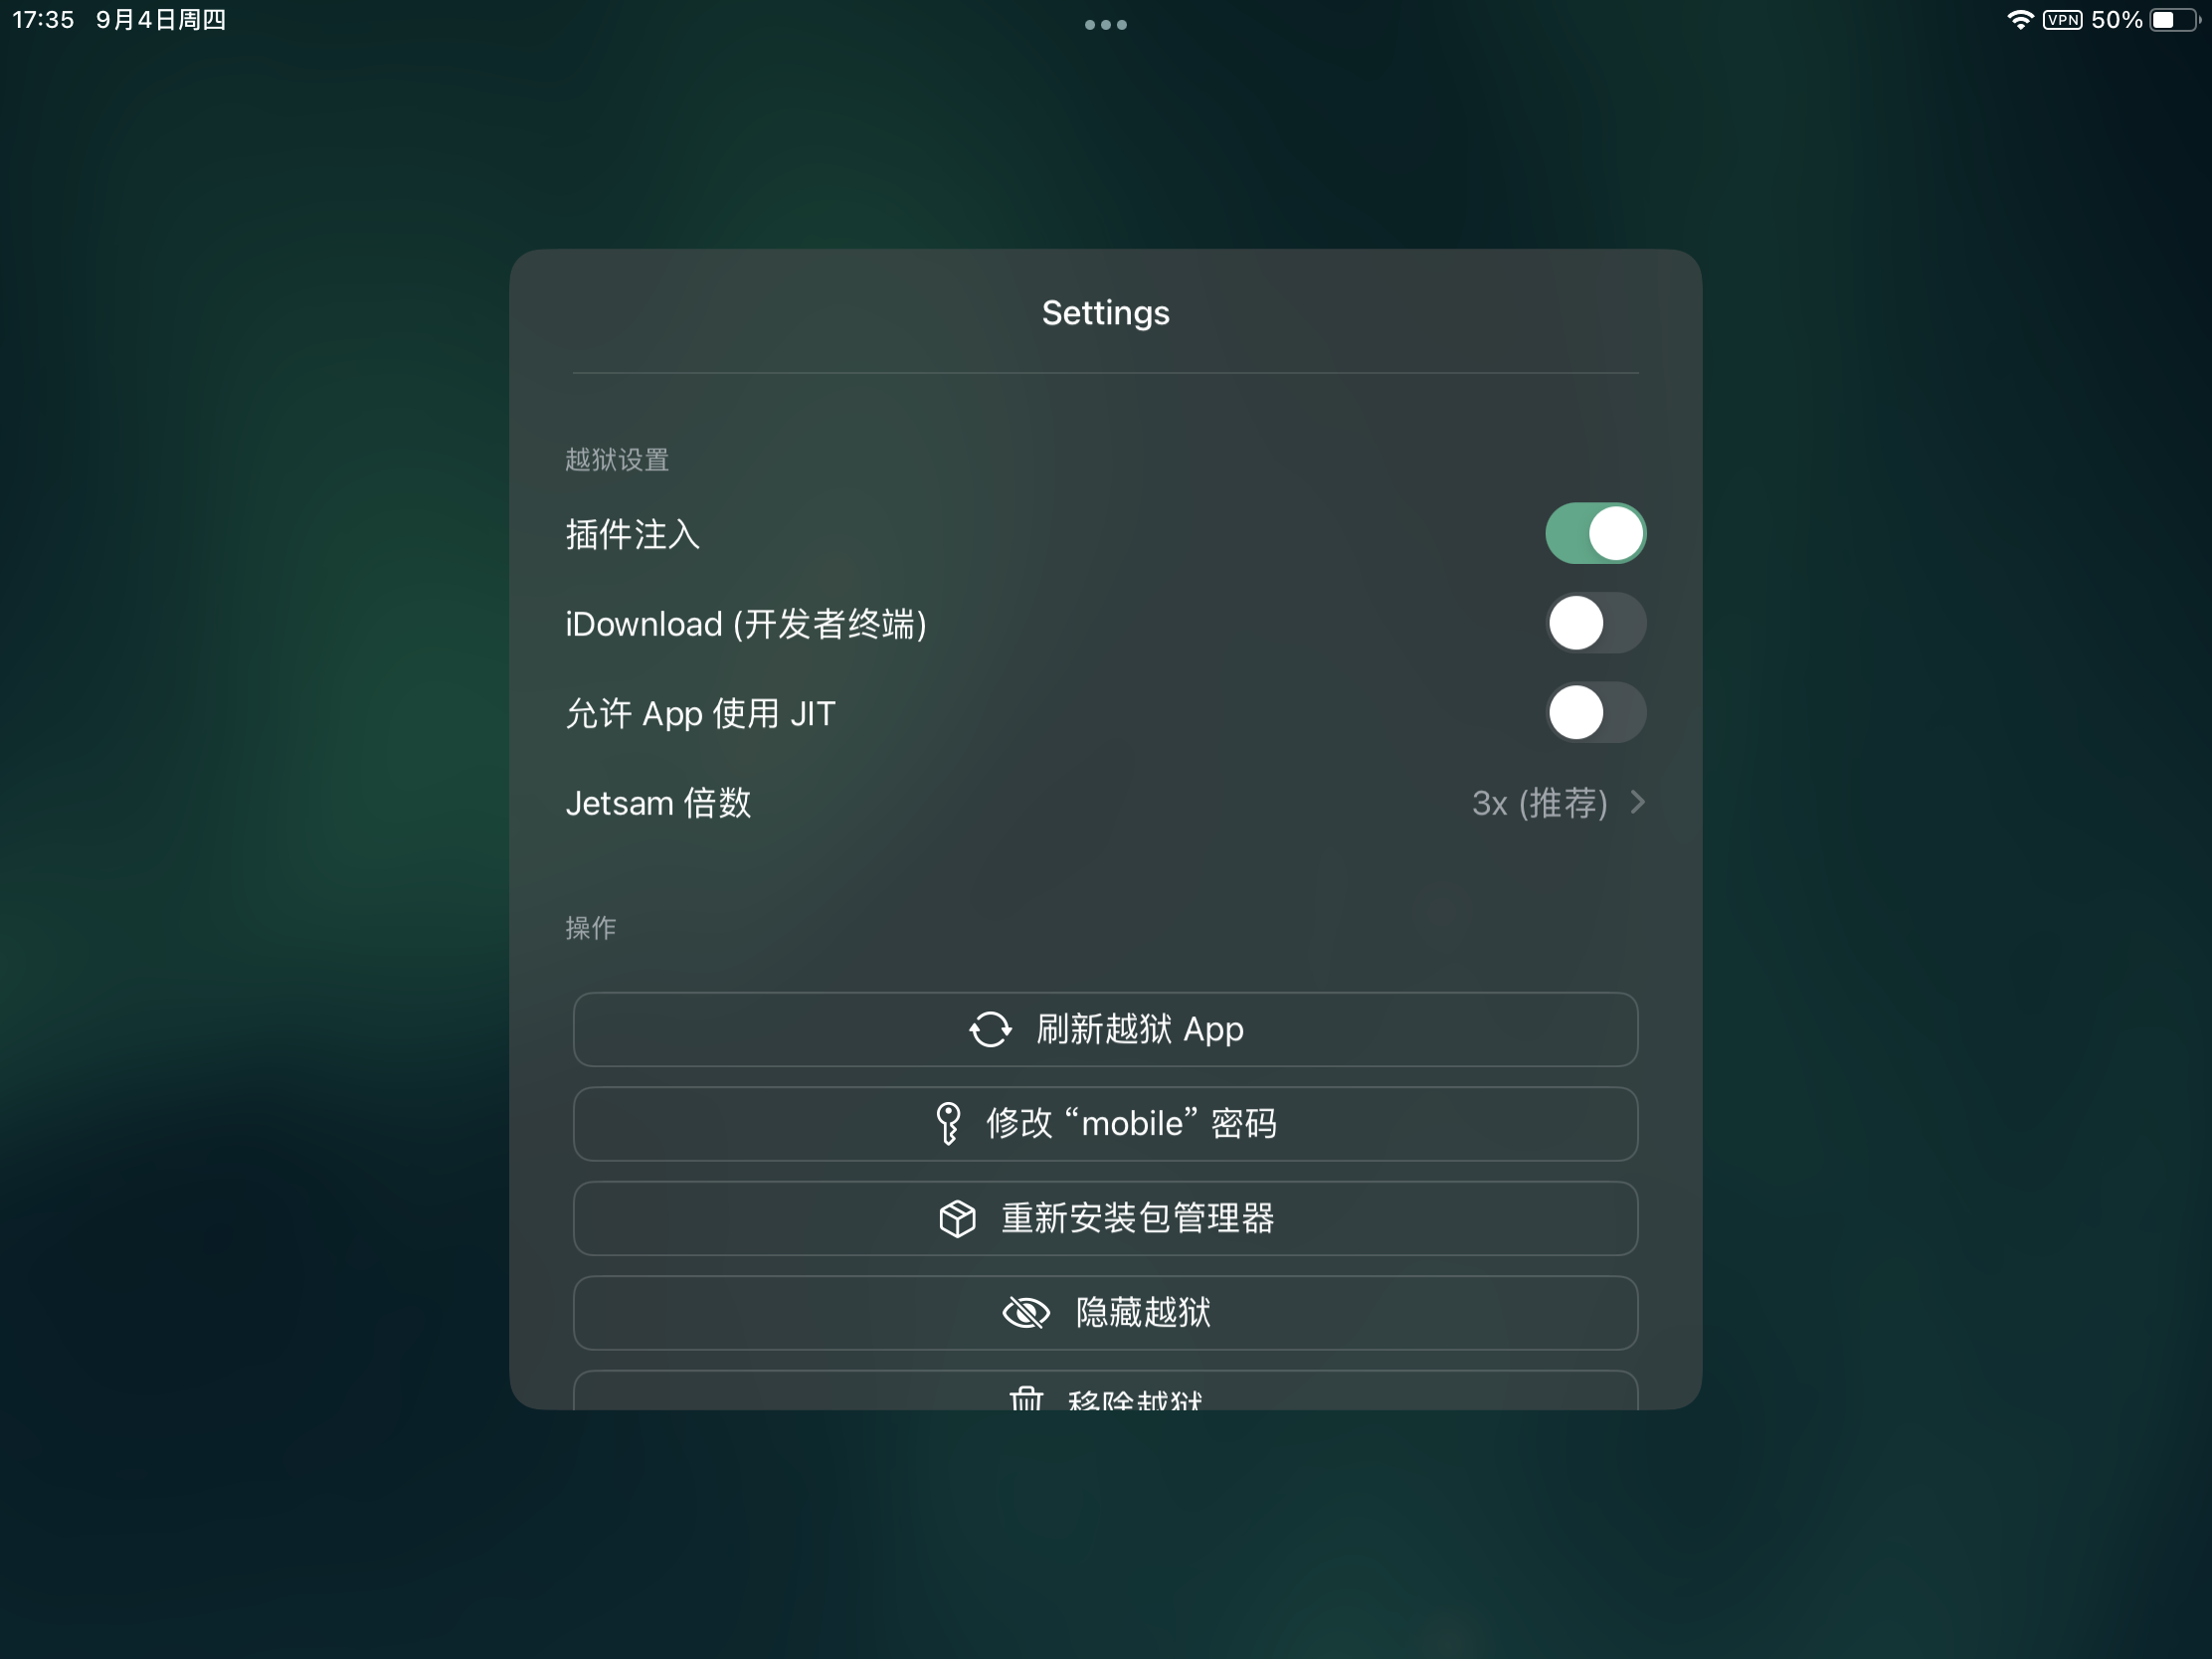 17:35 9月4日周四
VPN 50%
Settings
越狱设置
插件注入
iDownload (开发者终端)
允许 App 使用 JIT
Jetsam 倍数 3x (推荐)
操作
刷新越狱 App
修改 “mobile” 密码
重新安装包管理器
隐藏越狱
移除越狱